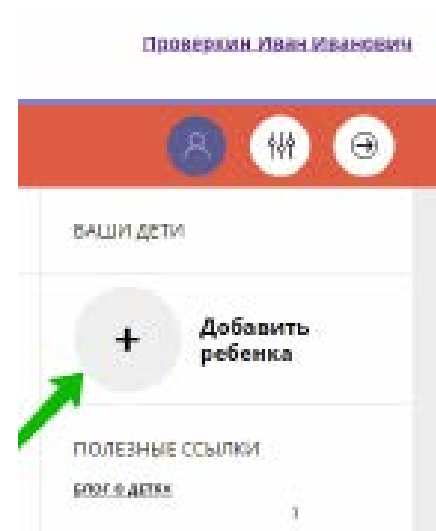 Проверкин Иван Иванович
ВАШИ ДЕТИ
+
Добавить
ребенка
ПОЛЕЗНЫЕ ССЫЛКИ
Блог о детях